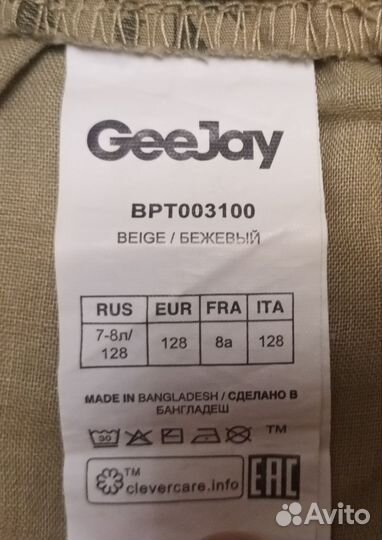 GeeJay
BPT003100
BEIGE / БЕЖЕВЫЙ
RUS EUR FRA ITA
7-8л/ 128 128 8a 128
MADE IN BANGLADESH / СДЕЛАНО В
БАНГЛАДЕШ
30 TM
TM
clevercare.info EAC
Avito